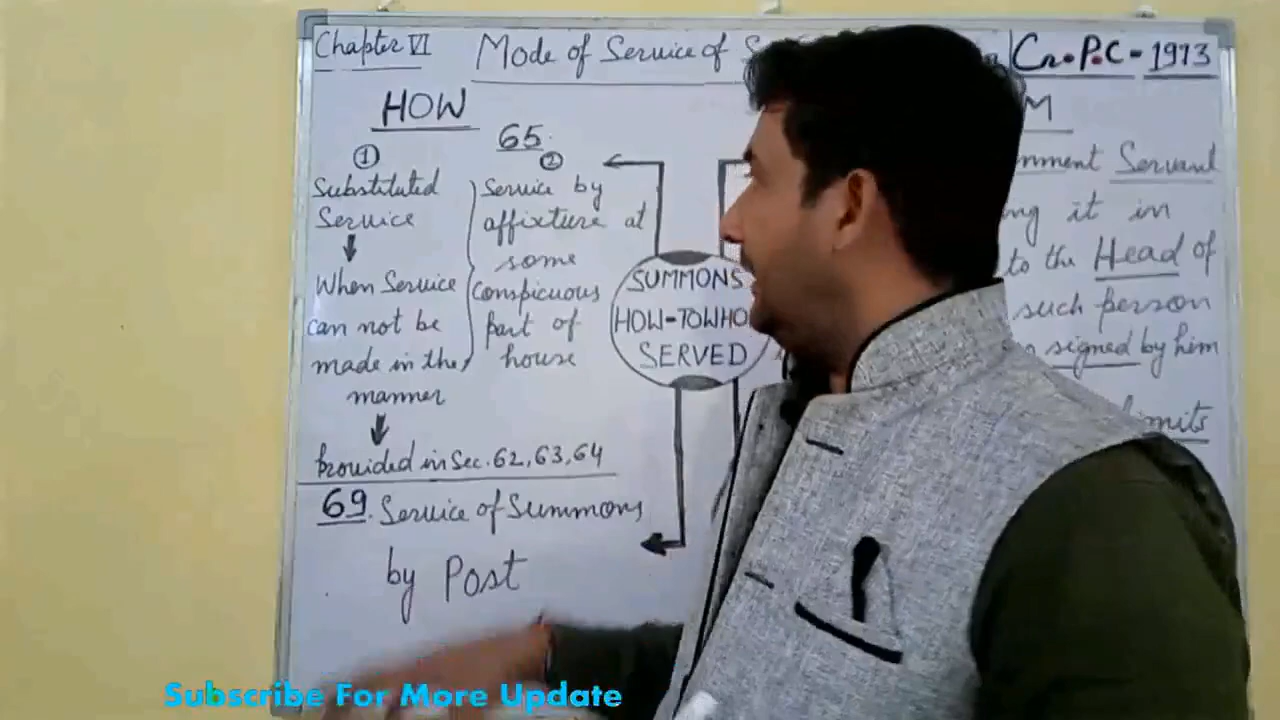 Chapter VI
Mode of Service of S
Cr.P.C - 1973
HOW
M
65.
①
②
Substituted
Service
When Service
can not be
made in the
manner
provided in Sec. 62, 63, 64
Service by
affixture at
some
conspicuous
part of
house
SUMMONS
HOW-TOWHO
SERVED
nment Servant
ng it in
to the Head of
such person
signed by him
imits
69. Service of Summons
by Post
Subscribe For More Update